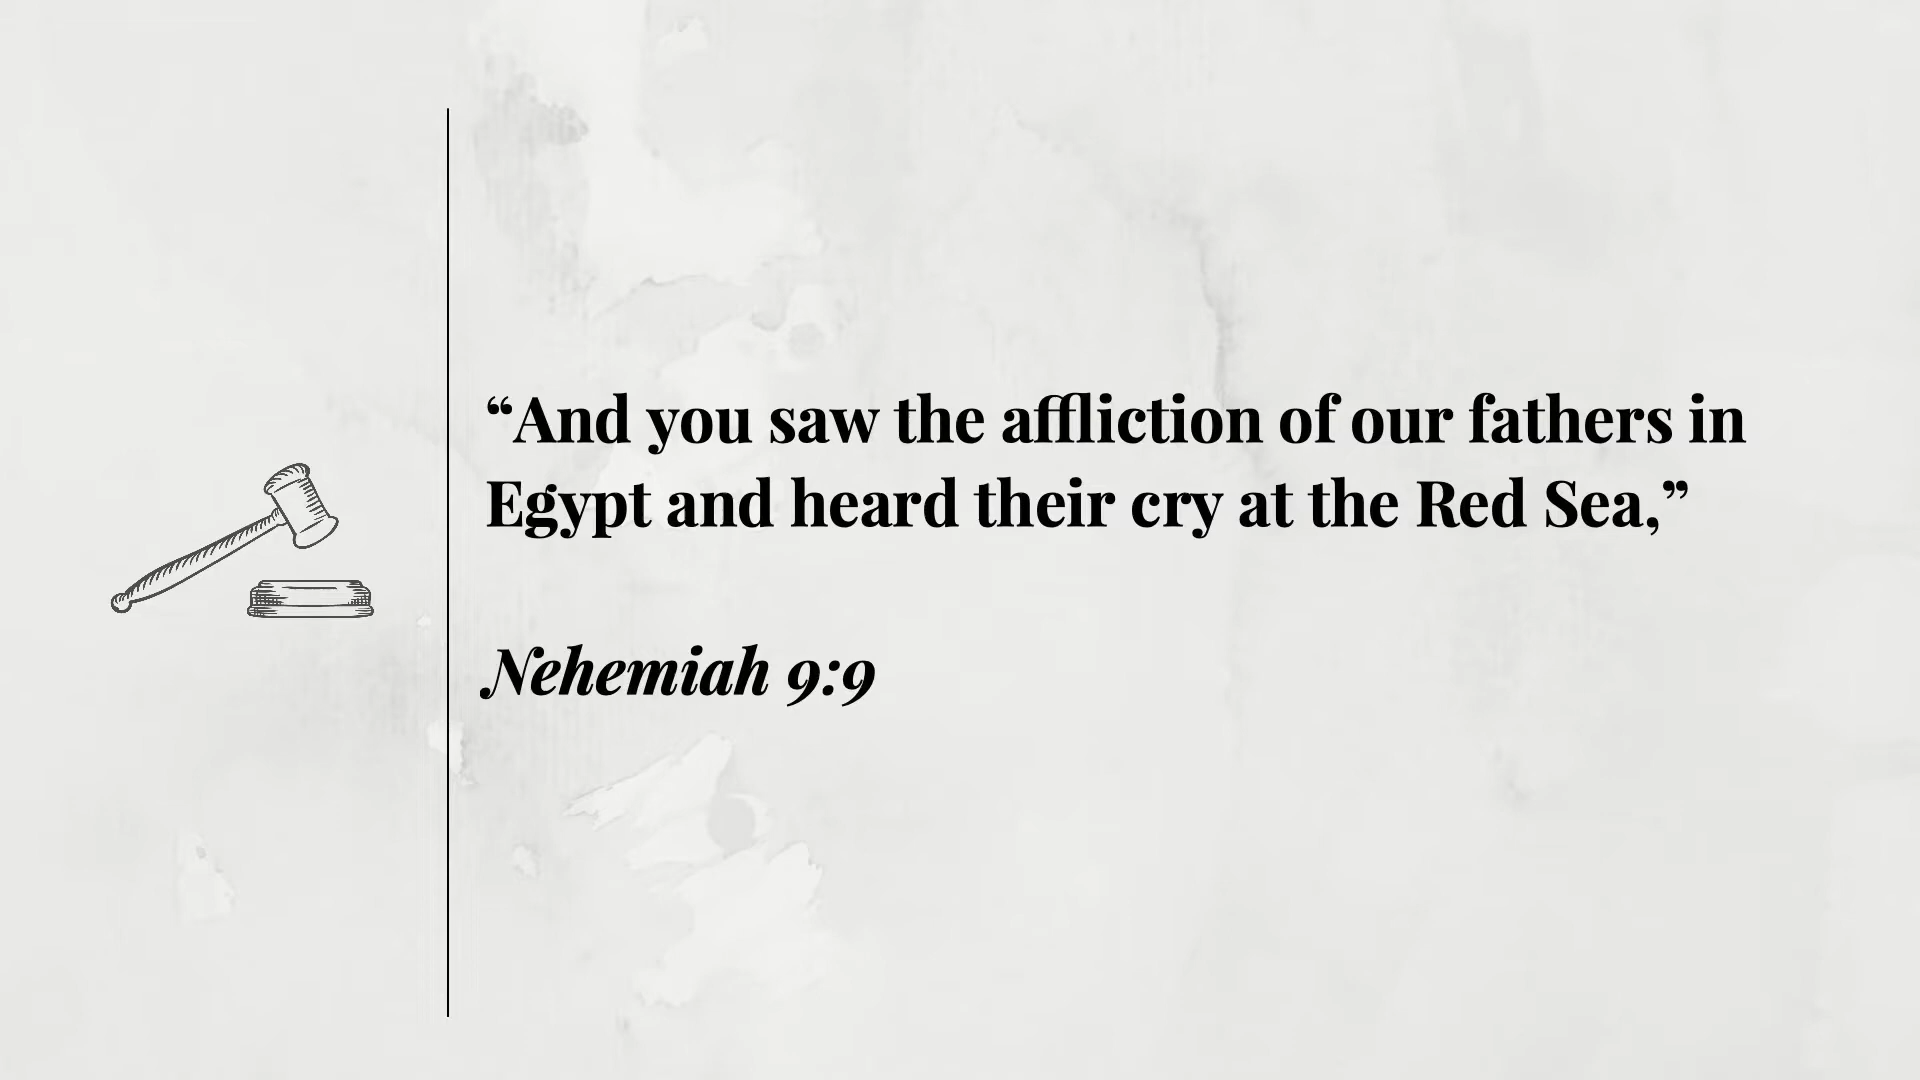 “And you saw the affliction of our fathers in
Egypt and heard their cry at the Red Sea,”
Nehemiah 9:9